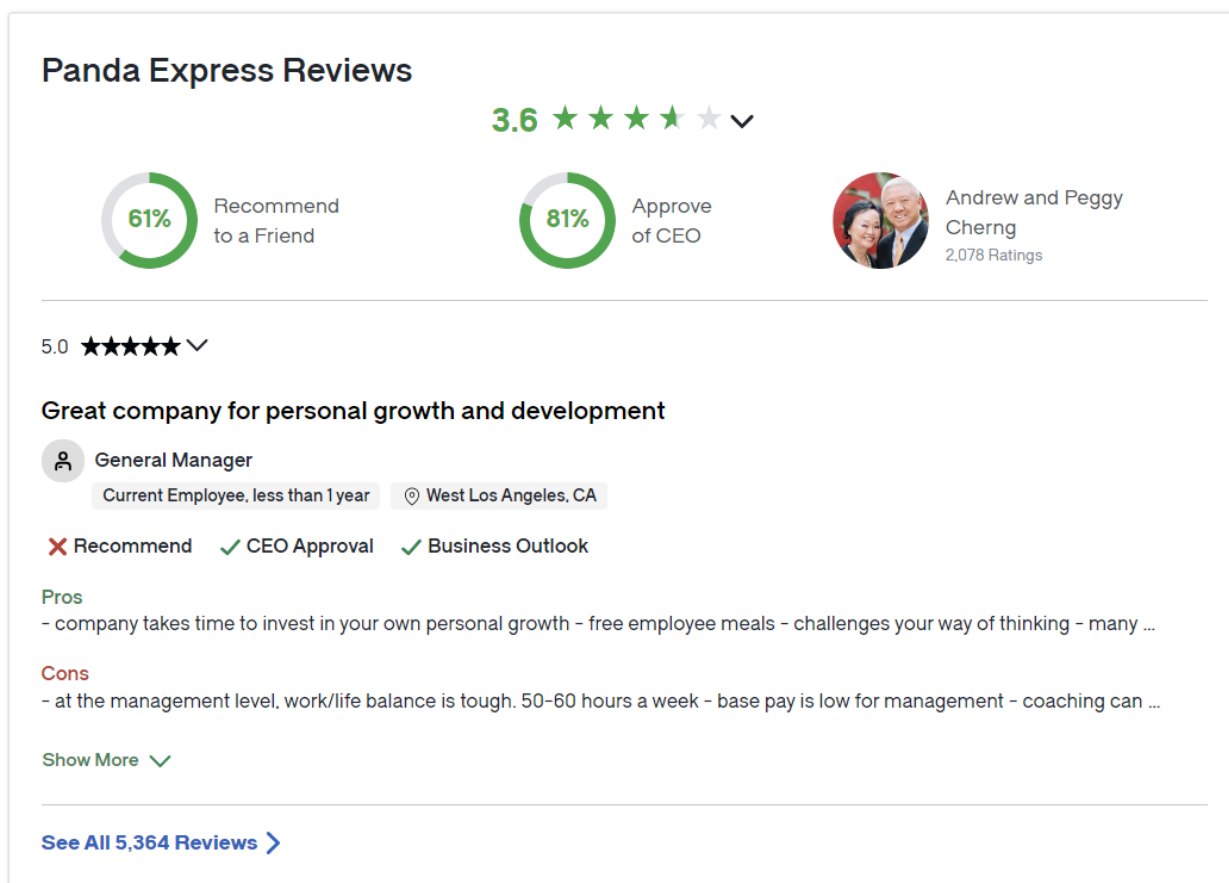 Panda Express Reviews
3.6
61%
Recommend
to a Friend
81%
Approve
of CEO
Andrew and Peggy
Cherng
2,078 Ratings
5.0
Great company for personal growth and development
General Manager
Current Employee, less than 1 year
West Los Angeles, CA
Recommend
CEO Approval
Business Outlook
Pros
- company takes time to invest in your own personal growth - free employee meals - challenges your way of thinking - many ...
Cons
- at the management level, work/life balance is tough. 50-60 hours a week - base pay is low for management - coaching can ...
Show More
See All 5,364 Reviews